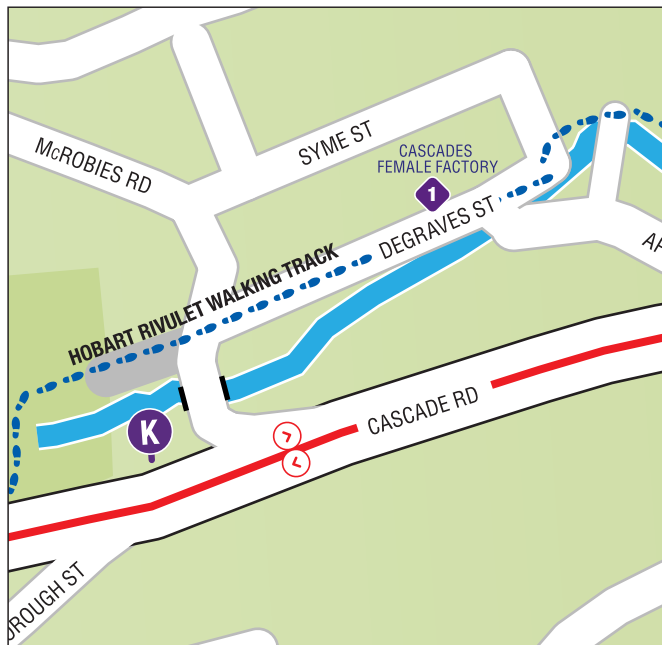 McROBIES RD
SYME ST
CASCADES
FEMALE FACTORY
1
DEGRAVES ST
HOBART RIVULET WALKING TRACK
K
CASCADE RD